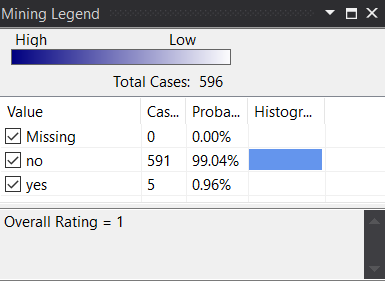 Mining Legend
High Low
Total Cases: 596
Value Cas... Proba... Histogr...
Missing 0 0.00%
no 591 99.04%
yes 5 0.96%
Overall Rating = 1